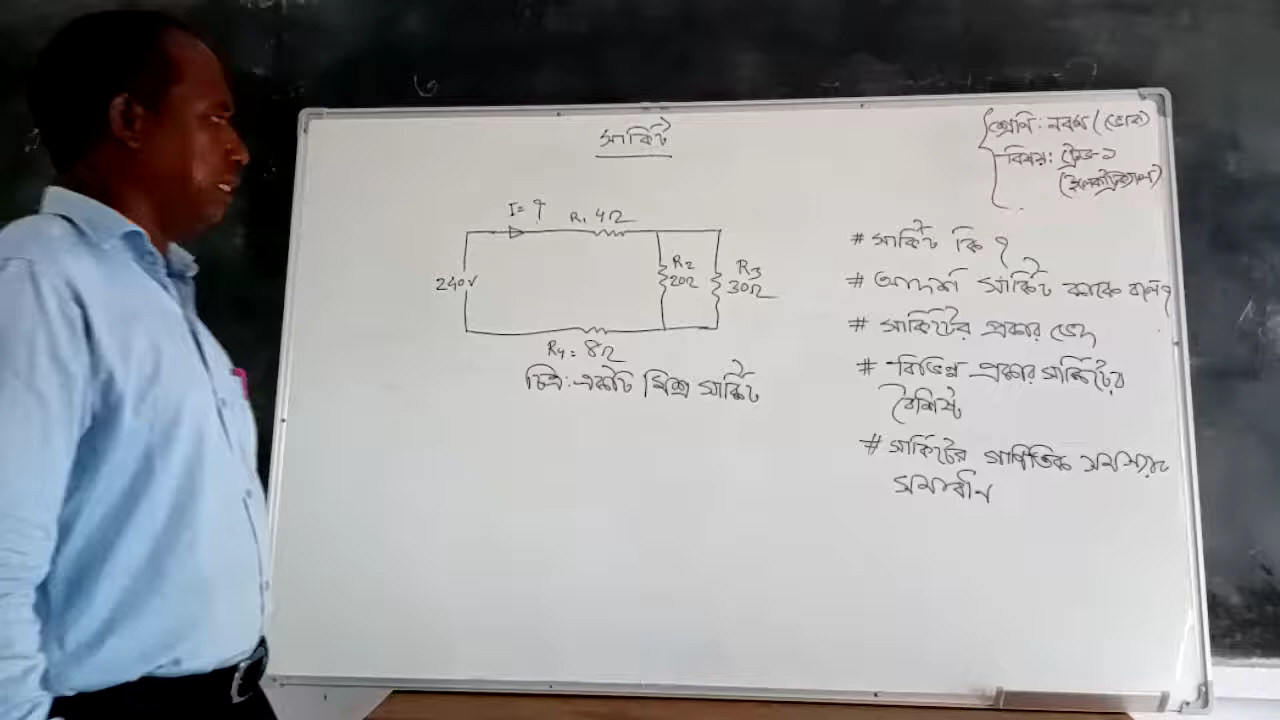 সার্কিট
শ্রেণি: নবম (ভোক)
বিষয়: ট্রেড-১
(ইলেকট্রিক্যাল)
I = ?
R₁ 4Ω
240V
R₂
20Ω
R₃
30Ω
R₄ = 8Ω
চিত্র: একটি মিশ্র সার্কিট
# সার্কিট কি ?
# আদর্শ সার্কিট কাকে বলে?
# সার্কিটের প্রকার ভেদ
# বিভিন্ন প্রকার সার্কিটের
বৈশিষ্ট
# সার্কিটের গাণিতিক সমস্যার
সমাধান